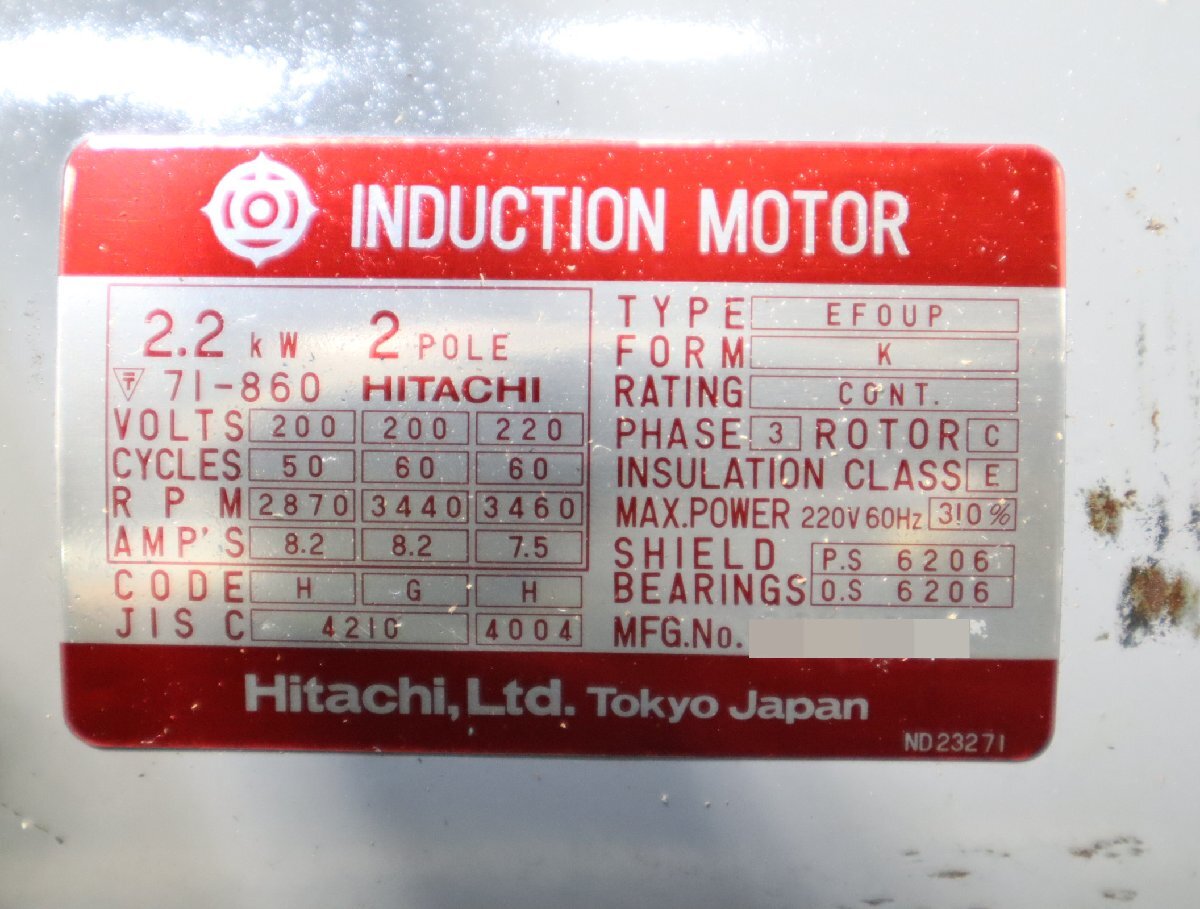 INDUCTION MOTOR
2.2 kW 2 POLE
〒 71-860 HITACHI
VOLTS 200 200 220
CYCLES 50 60 60
RPM 2870 3440 3460
AMP'S 8.2 8.2 7.5
CODE H G H
JIS C 4210 4004
TYPE EFOUP
FORM K
RATING CONT.
PHASE 3 ROTOR C
INSULATION CLASS E
MAX.POWER 220V 60Hz 310%
SHIELD P.S 6206
BEARINGS O.S 6206
MFG.No.
Hitachi, Ltd. Tokyo Japan
ND23271